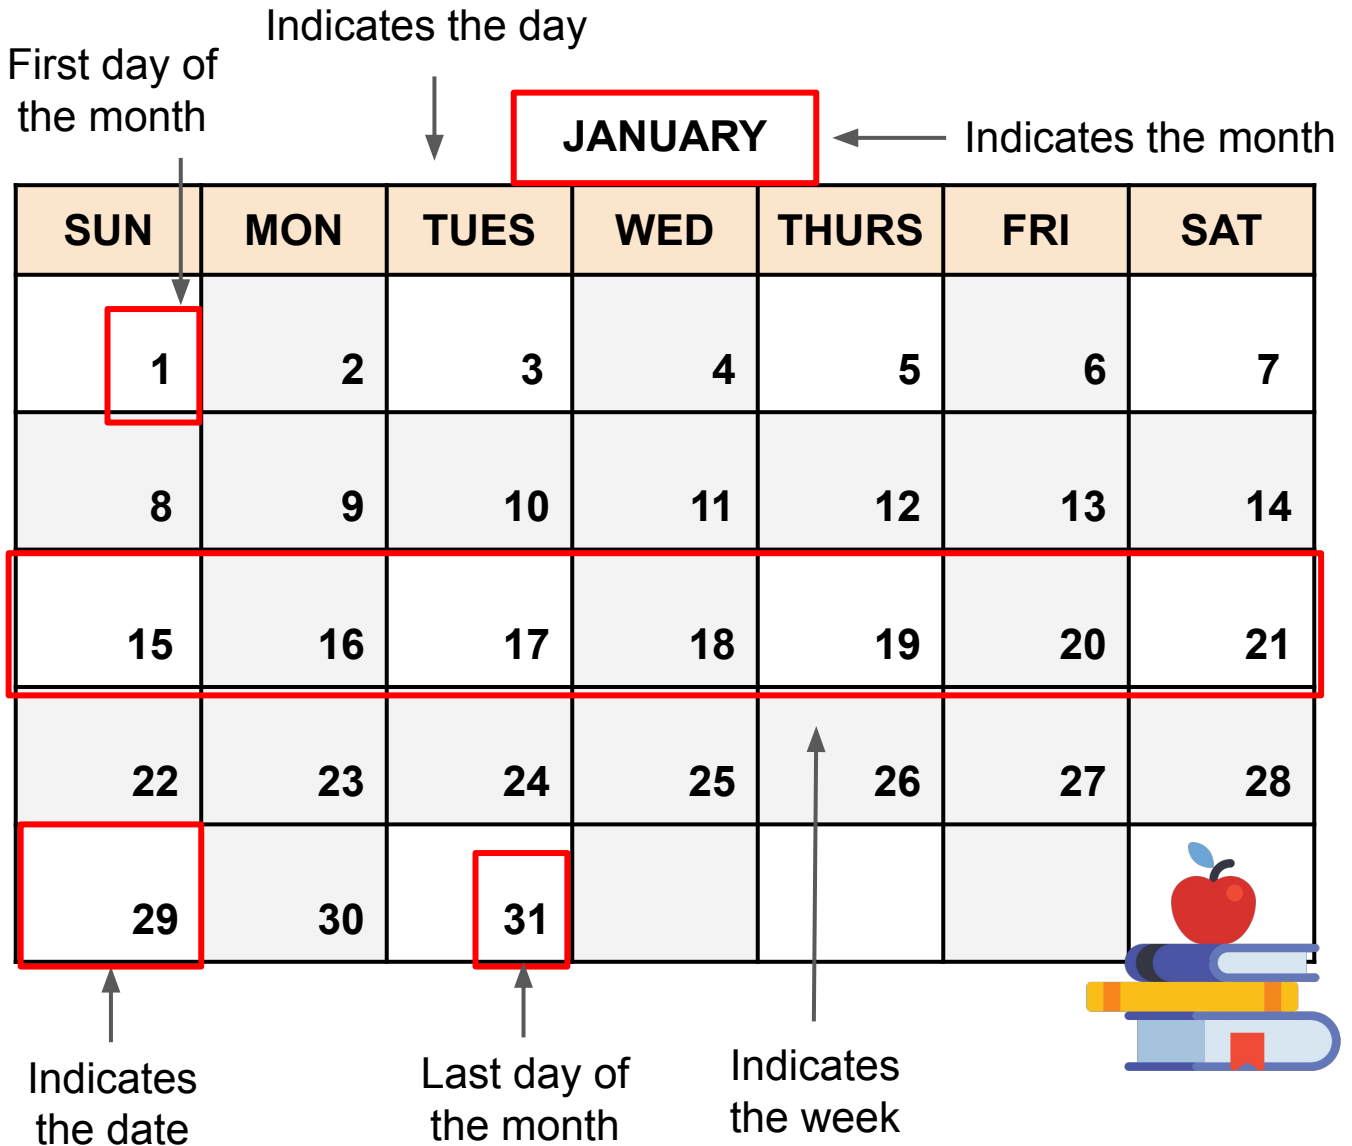 Indicates the day
First day of
the month
JANUARY
Indicates the month
SUN MON TUES WED THURS FRI SAT
1 2 3 4 5 6 7
8 9 10 11 12 13 14
15 16 17 18 19 20 21
22 23 24 25 26 27 28
29 30 31
Indicates
the date
Last day of
the month
Indicates
the week